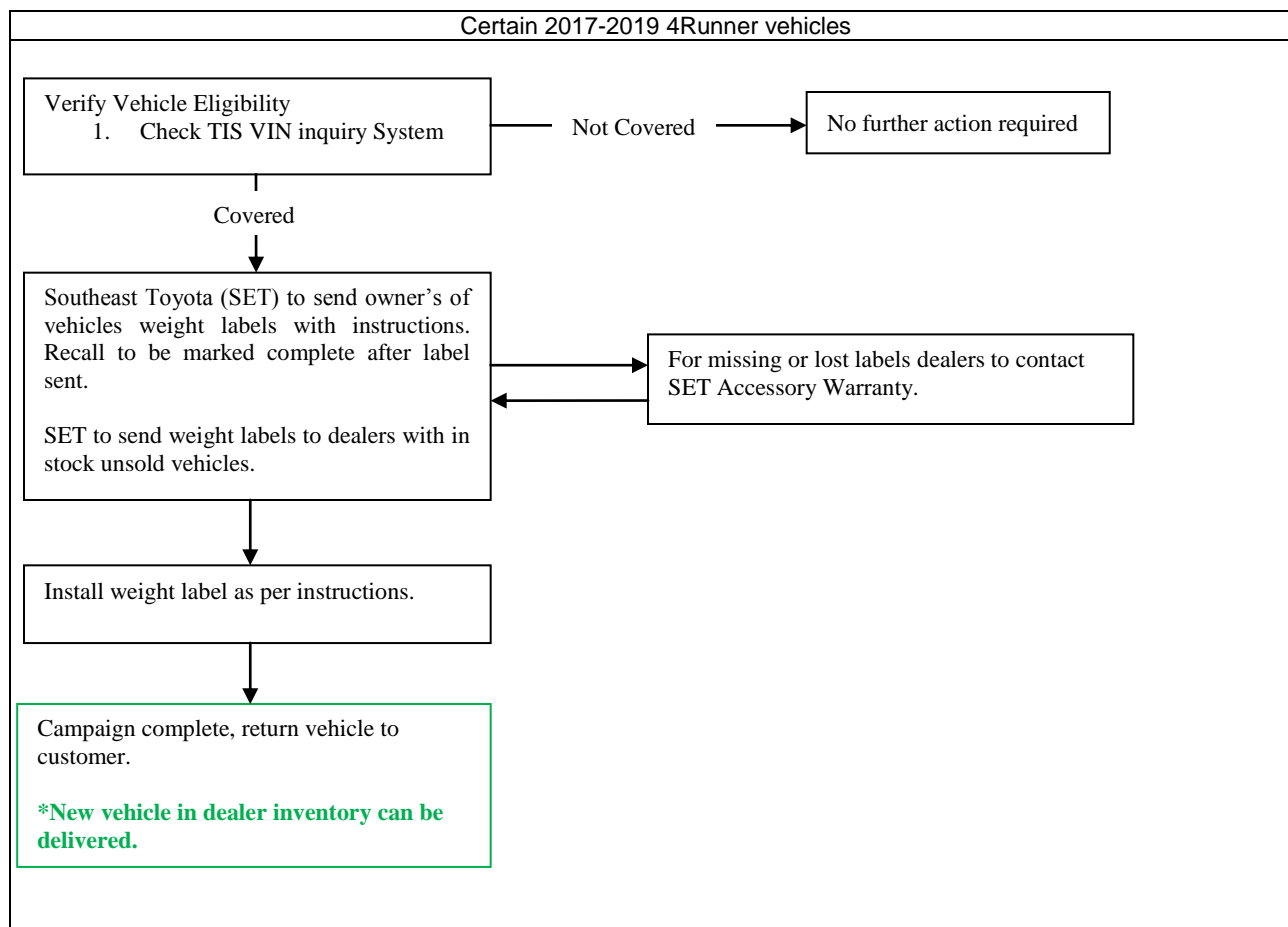 Certain 2017-2019 4Runner vehicles
Verify Vehicle Eligibility
1. Check TIS VIN inquiry System
Not Covered
No further action required
Covered
Southeast Toyota (SET) to send owner’s of
vehicles weight labels with instructions.
Recall to be marked complete after label
sent.
SET to send weight labels to dealers with in
stock unsold vehicles.
For missing or lost labels dealers to contact
SET Accessory Warranty.
Install weight label as per instructions.
Campaign complete, return vehicle to
customer.
*New vehicle in dealer inventory can be
delivered.